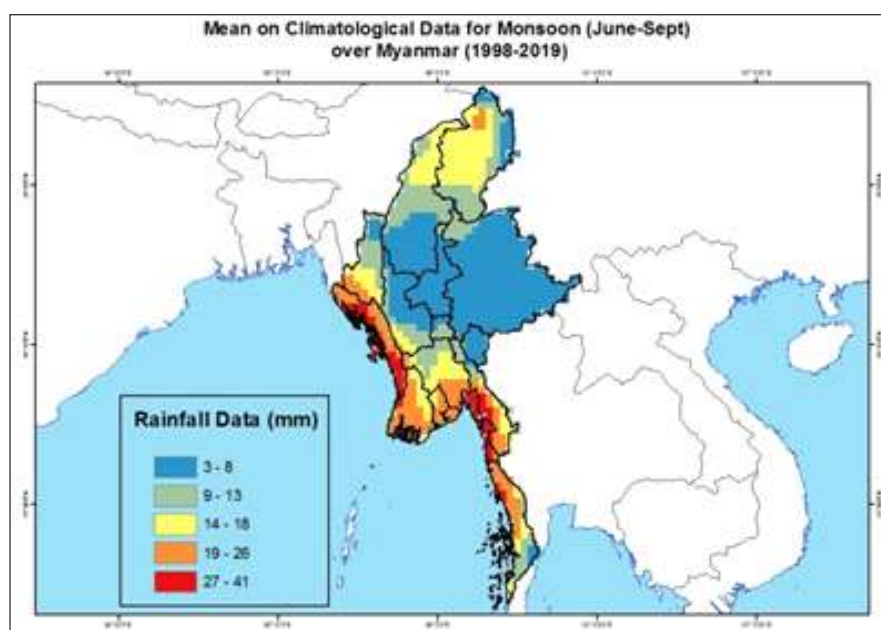 Mean on Climatological Data for Monsoon (June-Sept)
over Myanmar (1998-2019)
Rainfall Data (mm)
3 - 8
9 - 13
14 - 18
19 - 26
27 - 41